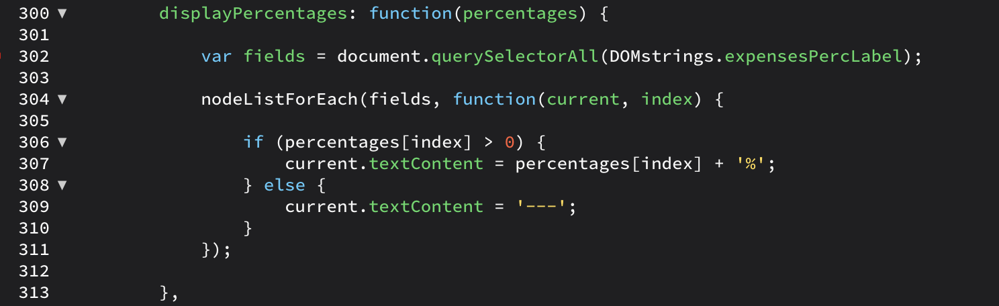 300 ▼ displayPercentages: function(percentages) {
301
302 var fields = document.querySelectorAll(DOMstrings.expensesPercLabel);
303
304 ▼ nodeListForEach(fields, function(current, index) {
305
306 ▼ if (percentages[index] > 0) {
307 current.textContent = percentages[index] + '%';
308 ▼ } else {
309 current.textContent = '---';
310 }
311 });
312
313 },